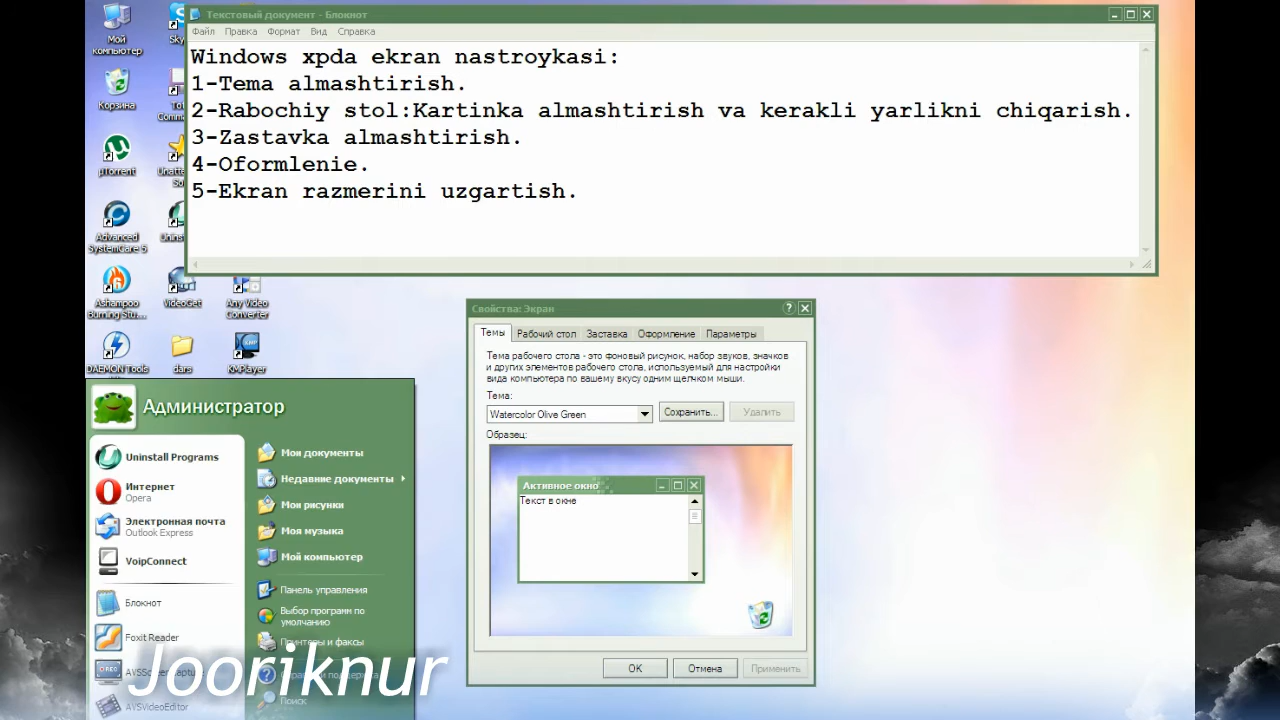 Текстовый документ - Блокнот
Файл Правка Формат Вид Справка
Windows xpda ekran nastroykasi:
1-Tema almashtirish.
2-Rabochiy stol:Kartinka almashtirish va kerakli yarlikni chiqarish.
3-Zastavka almashtirish.
4-Oformlenie.
5-Ekran razmerini uzgartish.
Мой компьютер
Sky
Корзина
µTorrent
Advanced SystemCare 5
Ashampoo Burning Stu...
VideoGet
Any Video Converter
DAEMON Tools
dars
KMPlayer
Администратор
Uninstall Programs
Интернет
Opera
Электронная почта
Outlook Express
VoipConnect
Блокнот
Foxit Reader
AVSVideoEditor
Мои документы
Недавние документы
Мои рисунки
Моя музыка
Мой компьютер
Панель управления
Выбор программ по умолчанию
Принтеры и факсы
Поиск
Jooriknur
Свойства: Экран
Темы Рабочий стол Заставка Оформление Параметры
Тема рабочего стола - это фоновый рисунок, набор звуков, значков
и других элементов рабочего стола, используемый для настройки
вида компьютера по вашему вкусу одним щелчком мыши.
Тема:
Watercolor Olive Green Сохранить... Удалить
Образец:
Активное окно
Текст в окне
OK Отмена Применить